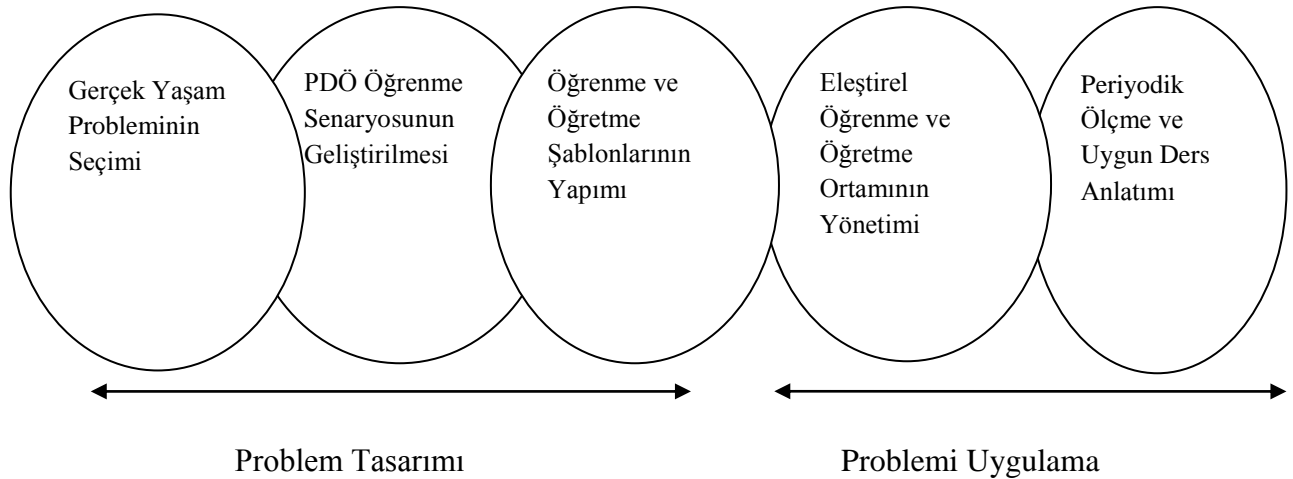 Gerçek Yaşam
Probleminin
Seçimi
PDÖ Öğrenme
Senaryosunun
Geliştirilmesi
Öğrenme ve
Öğretme
Şablonlarının
Yapımı
Eleştirel
Öğrenme ve
Öğretme
Ortamının
Yönetimi
Periyodik
Ölçme ve
Uygun Ders
Anlatımı
Problem Tasarımı
Problemi Uygulama